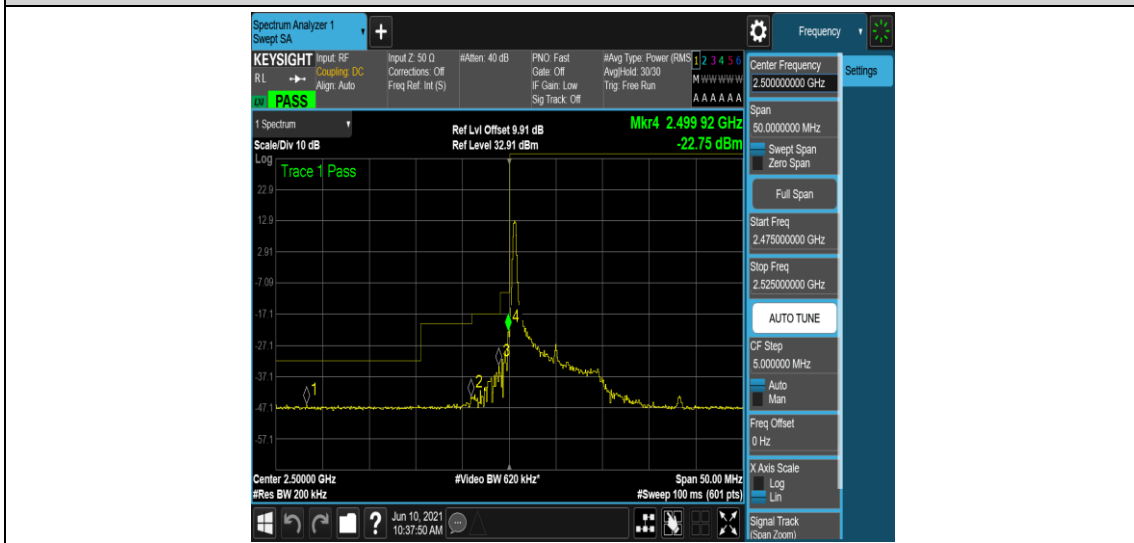 Spectrum Analyzer 1
Swept SA
+
Frequency
KEYSIGHT
RL
LXI
PASS
Input: RF
Coupling: DC
Align: Auto
Input Z: 50 Ω
Corrections: Off
Freq Ref: Int (S)
#Atten: 40 dB
PNO: Fast
Gate: Off
IF Gain: Low
Sig Track: Off
#Avg Type: Power (RMS
Avg|Hold: 30/30
Trig: Free Run
1 2 3 4 5 6
M W W W W W
A A A A A A
1 Spectrum
Scale/Div 10 dB
Ref Lvl Offset 9.91 dB
Ref Level 32.91 dBm
Mkr4 2.499 92 GHz
-22.75 dBm
Log
Trace 1 Pass
22.9
12.9
2.91
-7.09
-17.1
-27.1
-37.1
-47.1
-57.1
1
2
3
4
Center 2.50000 GHz
#Res BW 200 kHz
#Video BW 620 kHz*
Span 50.00 MHz
#Sweep 100 ms (601 pts)
?
Jun 10, 2021
10:37:50 AM
Center Frequency
2.500000000 GHz
Settings
Span
50.0000000 MHz
Swept Span
Zero Span
Full Span
Start Freq
2.475000000 GHz
Stop Freq
2.525000000 GHz
AUTO TUNE
CF Step
5.000000 MHz
Auto
Man
Freq Offset
0 Hz
X Axis Scale
Log
Lin
Signal Track
(Span Zoom)